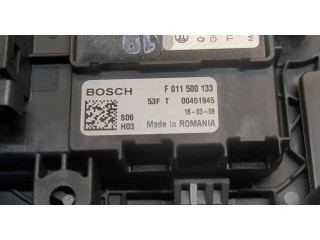 BOSCH
F 011 500 133
53F T 00451945
18-03-08
S06
H03
Made in ROMANIA